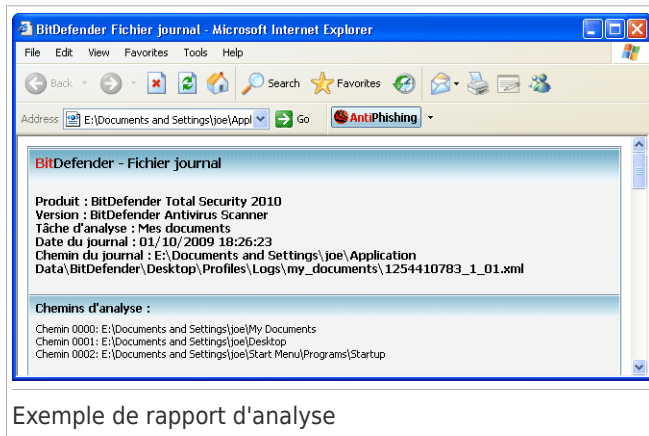 BitDefender Fichier journal - Microsoft Internet Explorer
File Edit View Favorites Tools Help
Back Search Favorites
Address E:\Documents and Settings\joe\Appl Go AntiPhishing
BitDefender - Fichier journal
Produit : BitDefender Total Security 2010
Version : BitDefender Antivirus Scanner
Tâche d'analyse : Mes documents
Date du journal : 01/10/2009 18:26:23
Chemin du journal : E:\Documents and Settings\joe\Application
Data\BitDefender\Desktop\Profiles\Logs\my_documents\1254410783_1_01.xml
Chemins d'analyse :
Chemin 0000: E:\Documents and Settings\joe\My Documents
Chemin 0001: E:\Documents and Settings\joe\Desktop
Chemin 0002: E:\Documents and Settings\joe\Start Menu\Programs\Startup
Exemple de rapport d'analyse